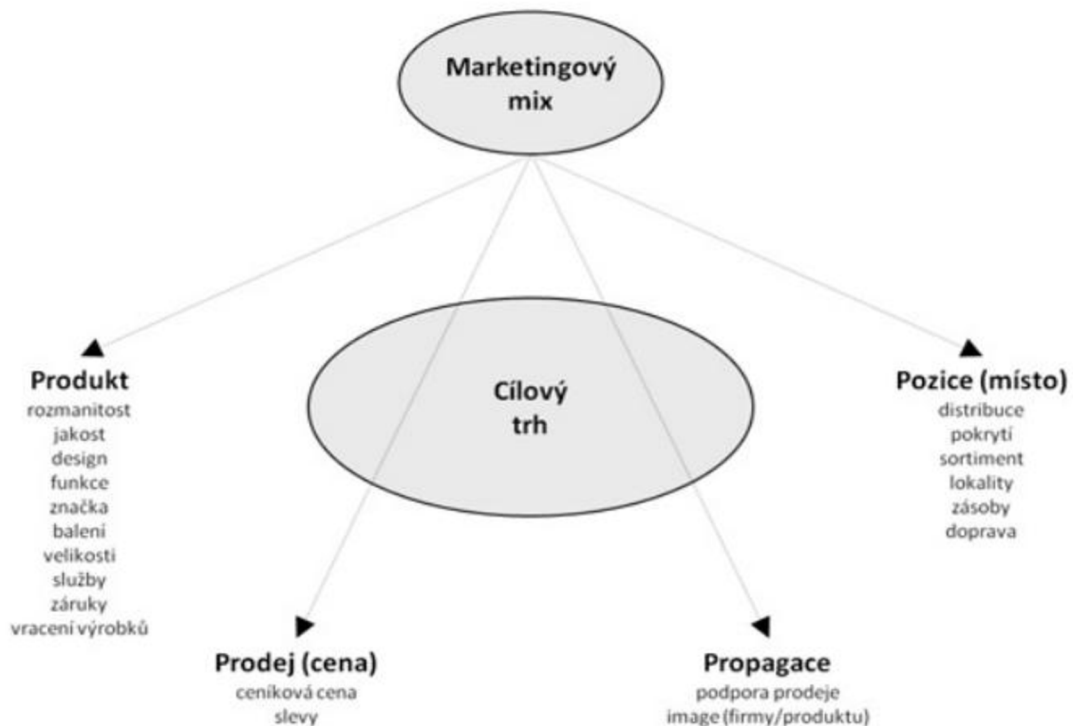 Marketingový
mix
Cílový
trh
Produkt
rozmanitost
jakost
design
funkce
značka
balení
velikosti
služby
záruky
vracení výrobků
Prodej (cena)
ceníková cena
slevy
Propagace
podpora prodeje
image (firmy/produktu)
Pozice (místo)
distribuce
pokrytí
sortiment
lokality
zásoby
doprava